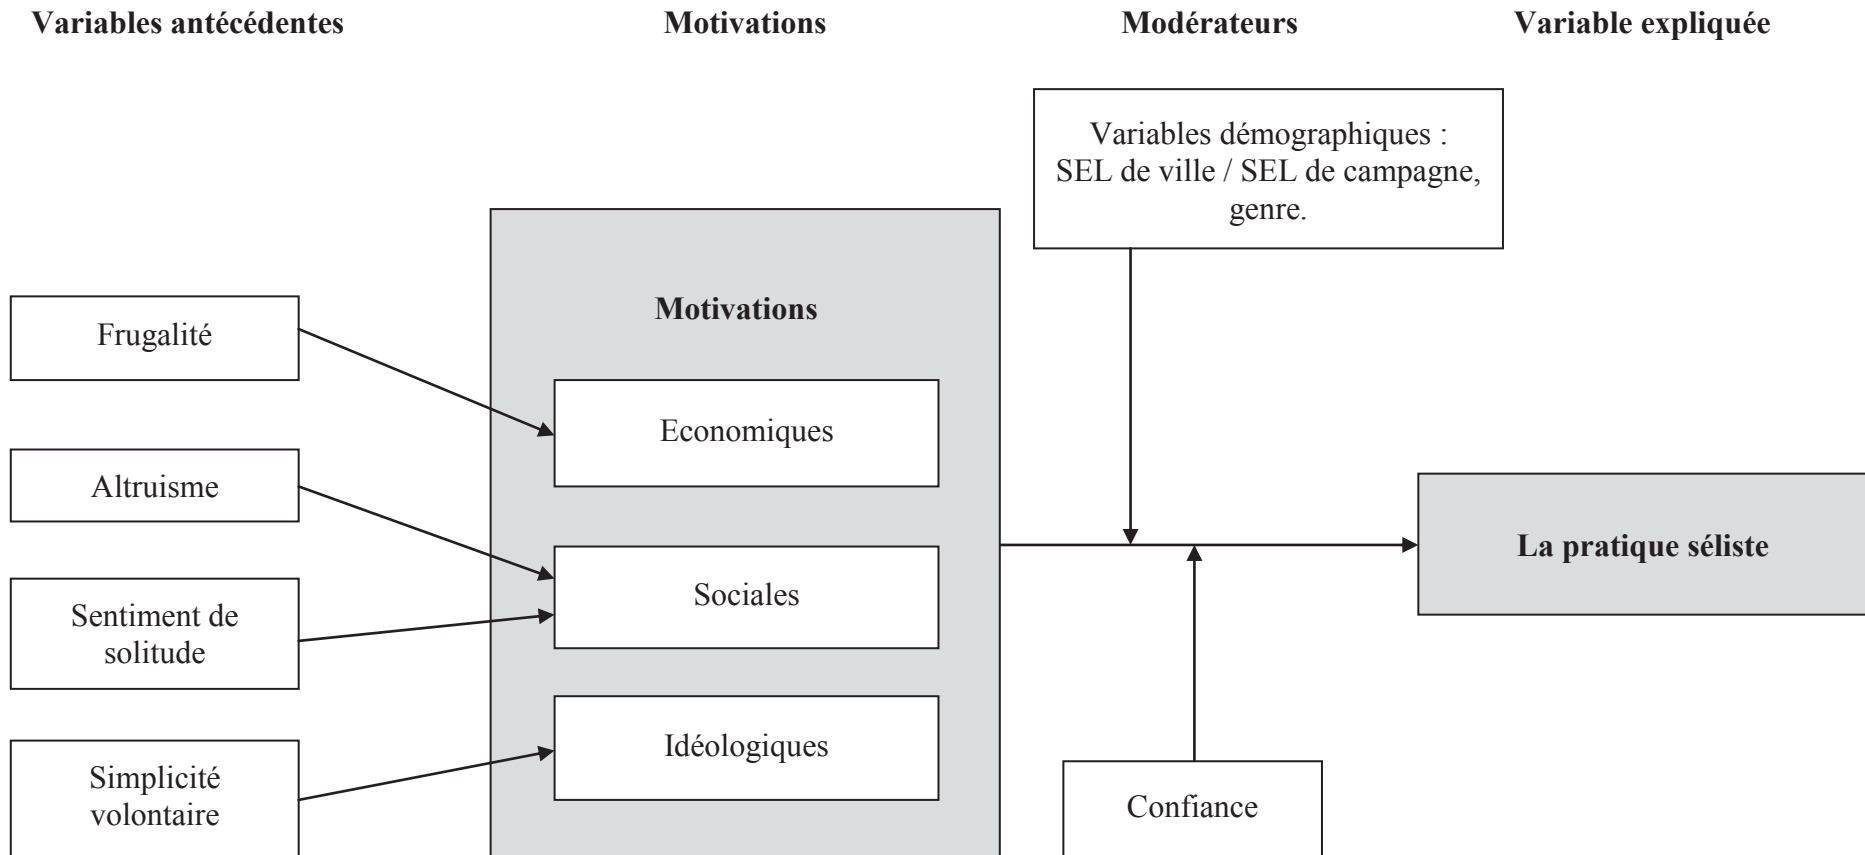 Variables antécédentes
Motivations
Modérateurs
Variable expliquée
Variables démographiques :
SEL de ville / SEL de campagne,
genre.
Motivations
Frugalité
Economiques
Altruisme
La pratique séliste
Sociales
Sentiment de
solitude
Idéologiques
Simplicité
volontaire
Confiance